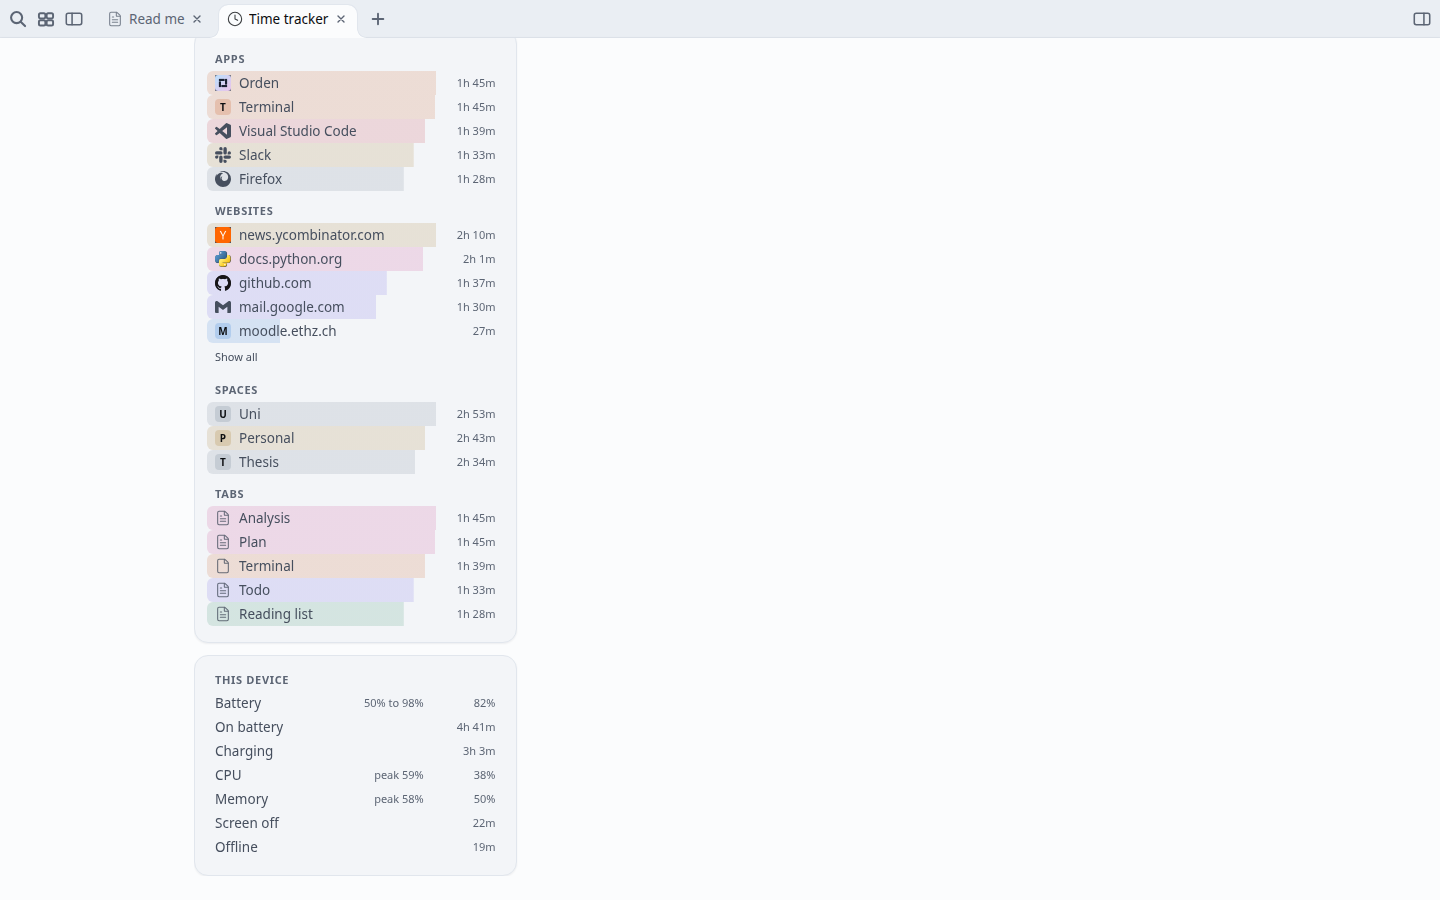 Read me
Time tracker
APPS
Orden 1h 45m
T Terminal 1h 45m
Visual Studio Code 1h 39m
Slack 1h 33m
Firefox 1h 28m
WEBSITES
Y news.ycombinator.com 2h 10m
docs.python.org 2h 1m
github.com 1h 37m
mail.google.com 1h 30m
M moodle.ethz.ch 27m
Show all
SPACES
U Uni 2h 53m
P Personal 2h 43m
T Thesis 2h 34m
TABS
Analysis 1h 45m
Plan 1h 45m
Terminal 1h 39m
Todo 1h 33m
Reading list 1h 28m
THIS DEVICE
Battery 50% to 98% 82%
On battery 4h 41m
Charging 3h 3m
CPU peak 59% 38%
Memory peak 58% 50%
Screen off 22m
Offline 19m